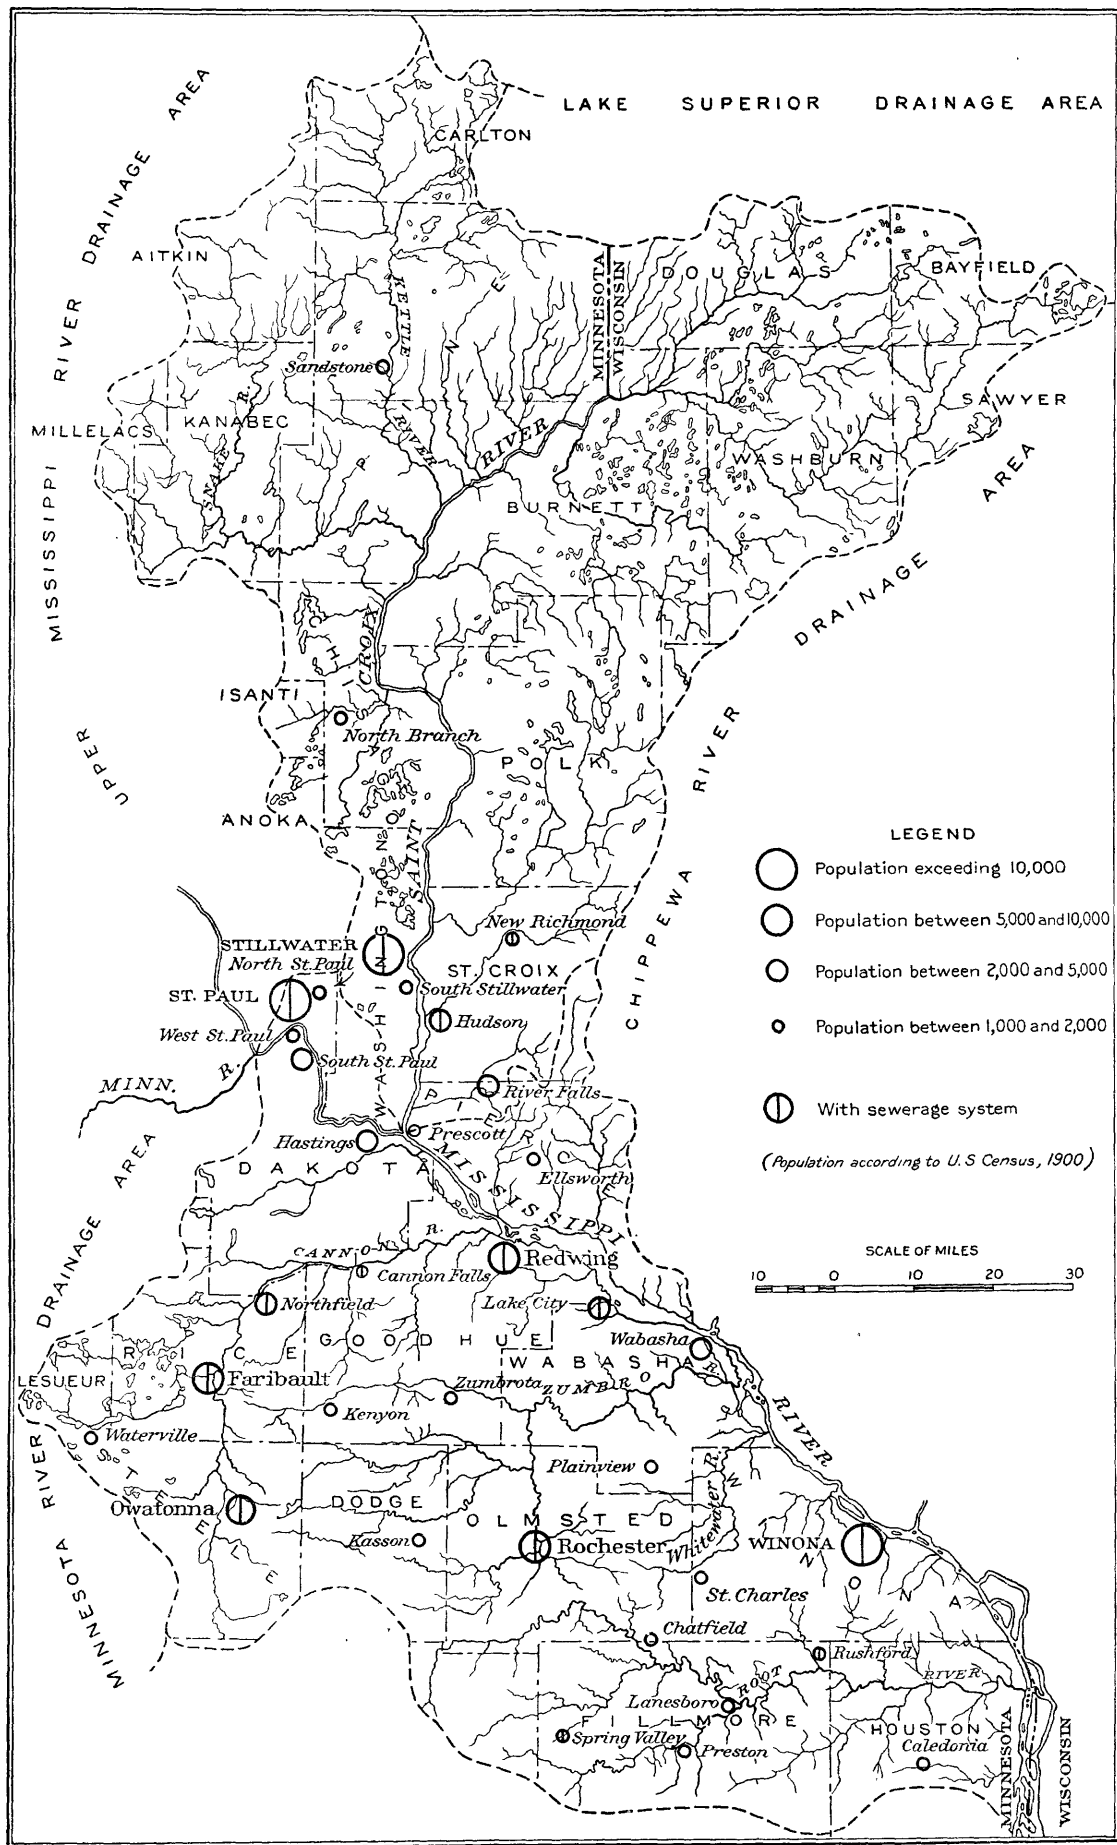 LAKE SUPERIOR DRAINAGE AREA
UPPER MISSISSIPPI RIVER DRAINAGE AREA
CARLTON
AITKIN
KETTLE RIVER
PINE
MINNESOTA
WISCONSIN
DOUGLAS
BAYFIELD
Sandstone
MILLELACS
KANABEC
SNAKE R.
RIVER
SAWYER
WASHBURN
BURNETT
CHIPPEWA RIVER DRAINAGE AREA
SAINT CROIX
CHISAGO
ISANTI
North Branch
POLK
ANOKA
WASHINGTON
LEGEND
Population exceeding 10,000
Population between 5,000 and 10,000
Population between 2,000 and 5,000
Population between 1,000 and 2,000
With sewerage system
(Population according to U.S Census, 1900)
SCALE OF MILES
10 0 10 20 30
New Richmond
STILLWATER
North St. Paul
ST. CROIX
ST. PAUL
South Stillwater
Hudson
West St. Paul
South St. Paul
MINN. R.
River Falls
PIERCE
Hastings
Prescott
DAKOTA
Ellsworth
MISSISSIPPI
RIVER
CANNON R.
Redwing
Cannon Falls
Northfield
Lake City
GOODHUE
Wabasha
RICE
WABASHA
LESUEUR
Faribault
Zumbrota
ZUMBRO R.
Kenyon
Waterville
MINNESOTA RIVER DRAINAGE AREA
STEELE
Plainview
Whitewater R.
Owatonna
DODGE
OLMSTED
Kasson
Rochester
WINONA
WINONA
St. Charles
Chatfield
Rushford
ROOT RIVER
Lanesboro
FILLMORE
Spring Valley
Preston
HOUSTON
Caledonia
MINNESOTA
WISCONSIN